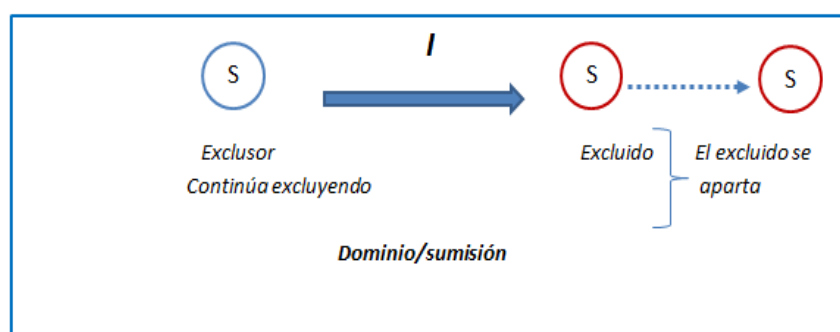 I
S
S
S
Exclusor
Continúa excluyendo
Excluido
El excluido se
aparta
Dominio/sumisión